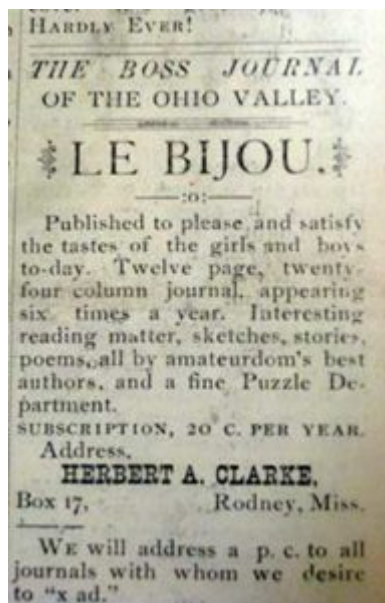 HARDLY EVER!
THE BOSS JOURNAL
OF THE OHIO VALLEY.
LE BIJOU.
:o:
Published to please and satisfy
the tastes of the girls and boys
to-day. Twelve page, twenty-
four column journal, appearing
six times a year. Interesting
reading matter, sketches, stories,
poems, all by amateurdom's best
authors, and a fine Puzzle De-
partment.
SUBSCRIPTION, 20 C. PER YEAR.
Address,
HERBERT A. CLARKE,
Box 17, Rodney, Miss.
WE will address a p. c. to all
journals with whom we desire
to "x ad."